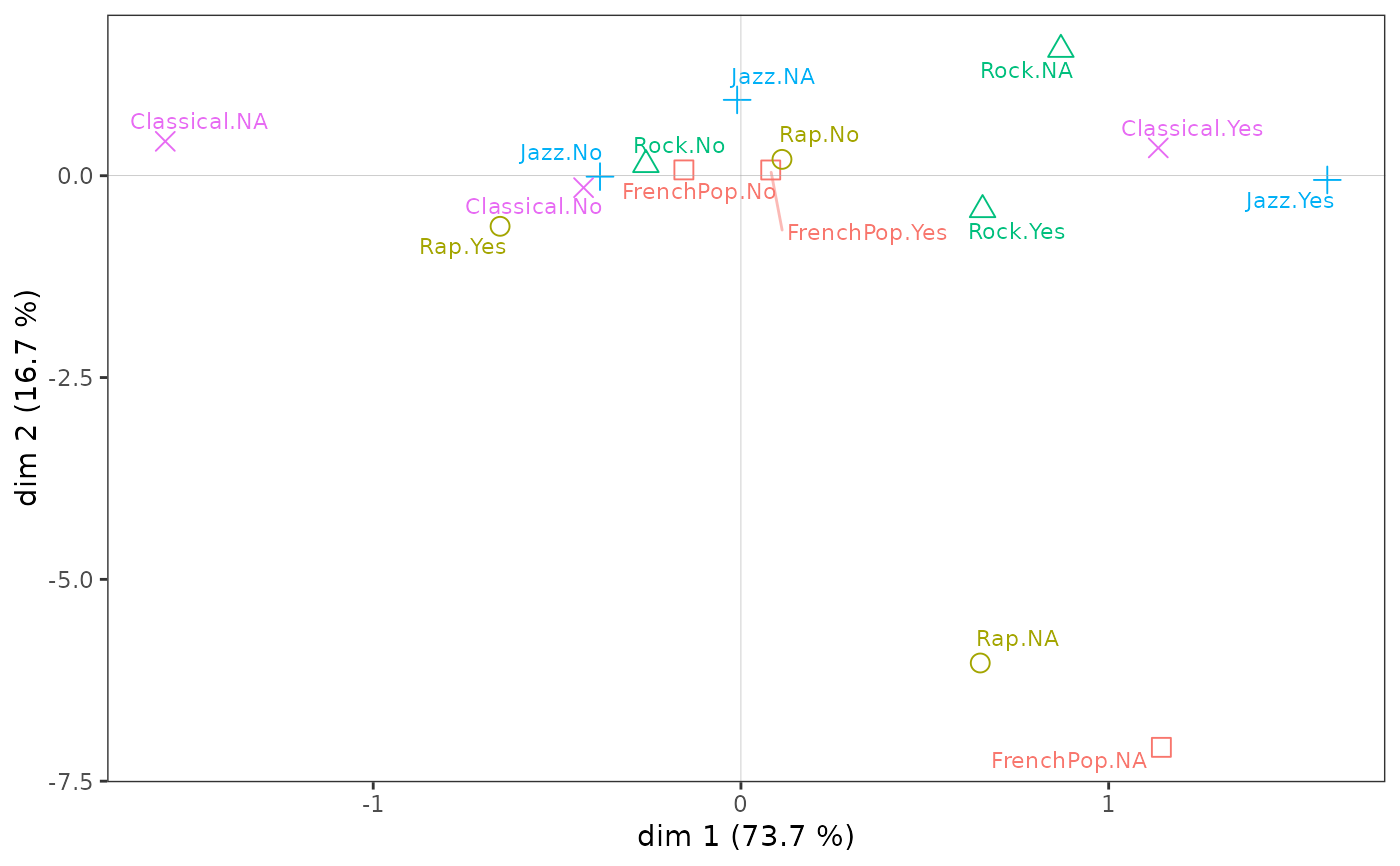 Rock.NA
Jazz.NA
Classical.NA
Classical.Yes
Rap.No
Rock.No
Jazz.No
FrenchPop.No
Jazz.Yes
Classical.No
FrenchPop.Yes
Rock.Yes
Rap.Yes
Rap.NA
FrenchPop.NA
0.0
-2.5
-5.0
-7.5
dim 2 (16.7 %)
-1
0
1
dim 1 (73.7 %)